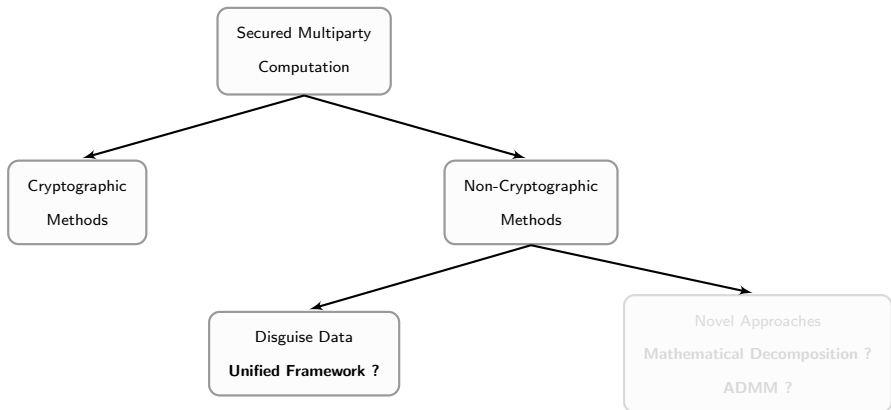 Secured Multiparty
Computation
Cryptographic
Methods
Non-Cryptographic
Methods
Disguise Data
Unified Framework ?
Novel Approaches
Mathematical Decomposition ?
ADMM ?